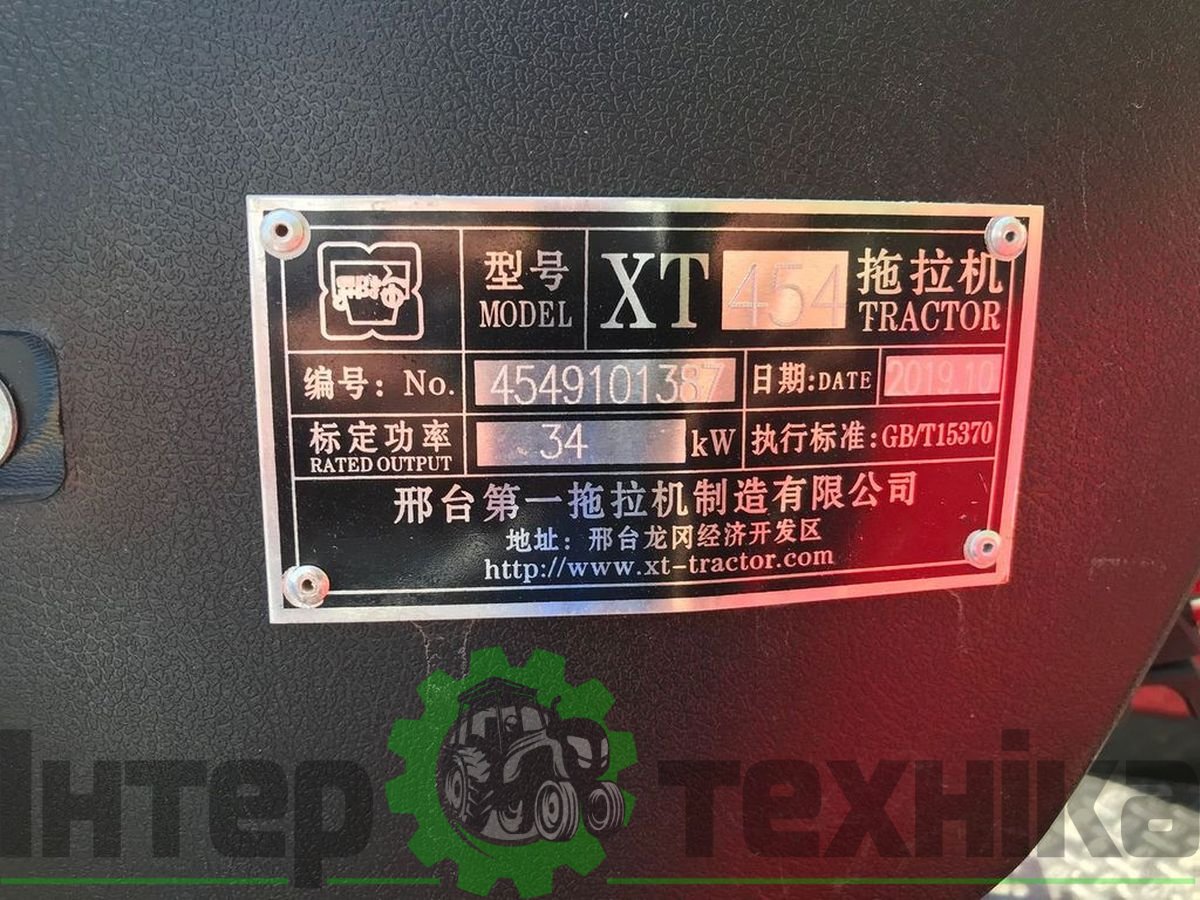 型号 XT 454 拖拉机
MODEL TRACTOR
编号: No. 4549101387 日期:DATE 2019.10
标定功率 34 kW 执行标准:GB/T15370
RATED OUTPUT
邢台第一拖拉机制造有限公司
地址: 邢台龙冈经济开发区
http://www.xt-tractor.com
Інтер техніка